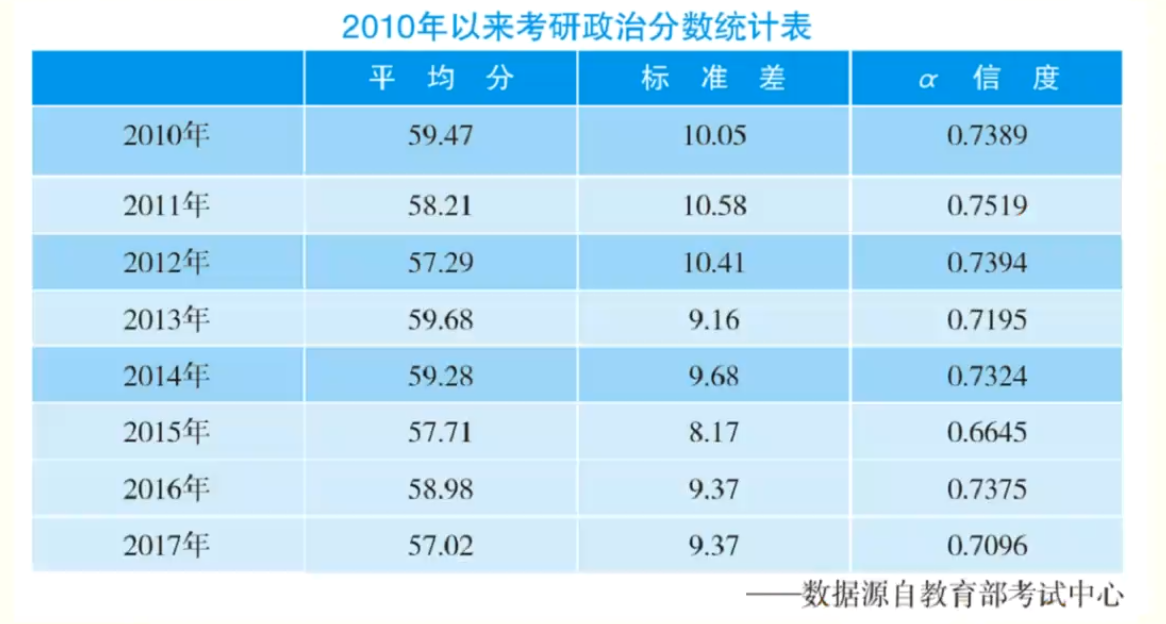 2010年以来考研政治分数统计表
平均分 标准差 α 信度
2010年 59.47 10.05 0.7389
2011年 58.21 10.58 0.7519
2012年 57.29 10.41 0.7394
2013年 59.68 9.16 0.7195
2014年 59.28 9.68 0.7324
2015年 57.71 8.17 0.6645
2016年 58.98 9.37 0.7375
2017年 57.02 9.37 0.7096
——数据源自教育部考试中心